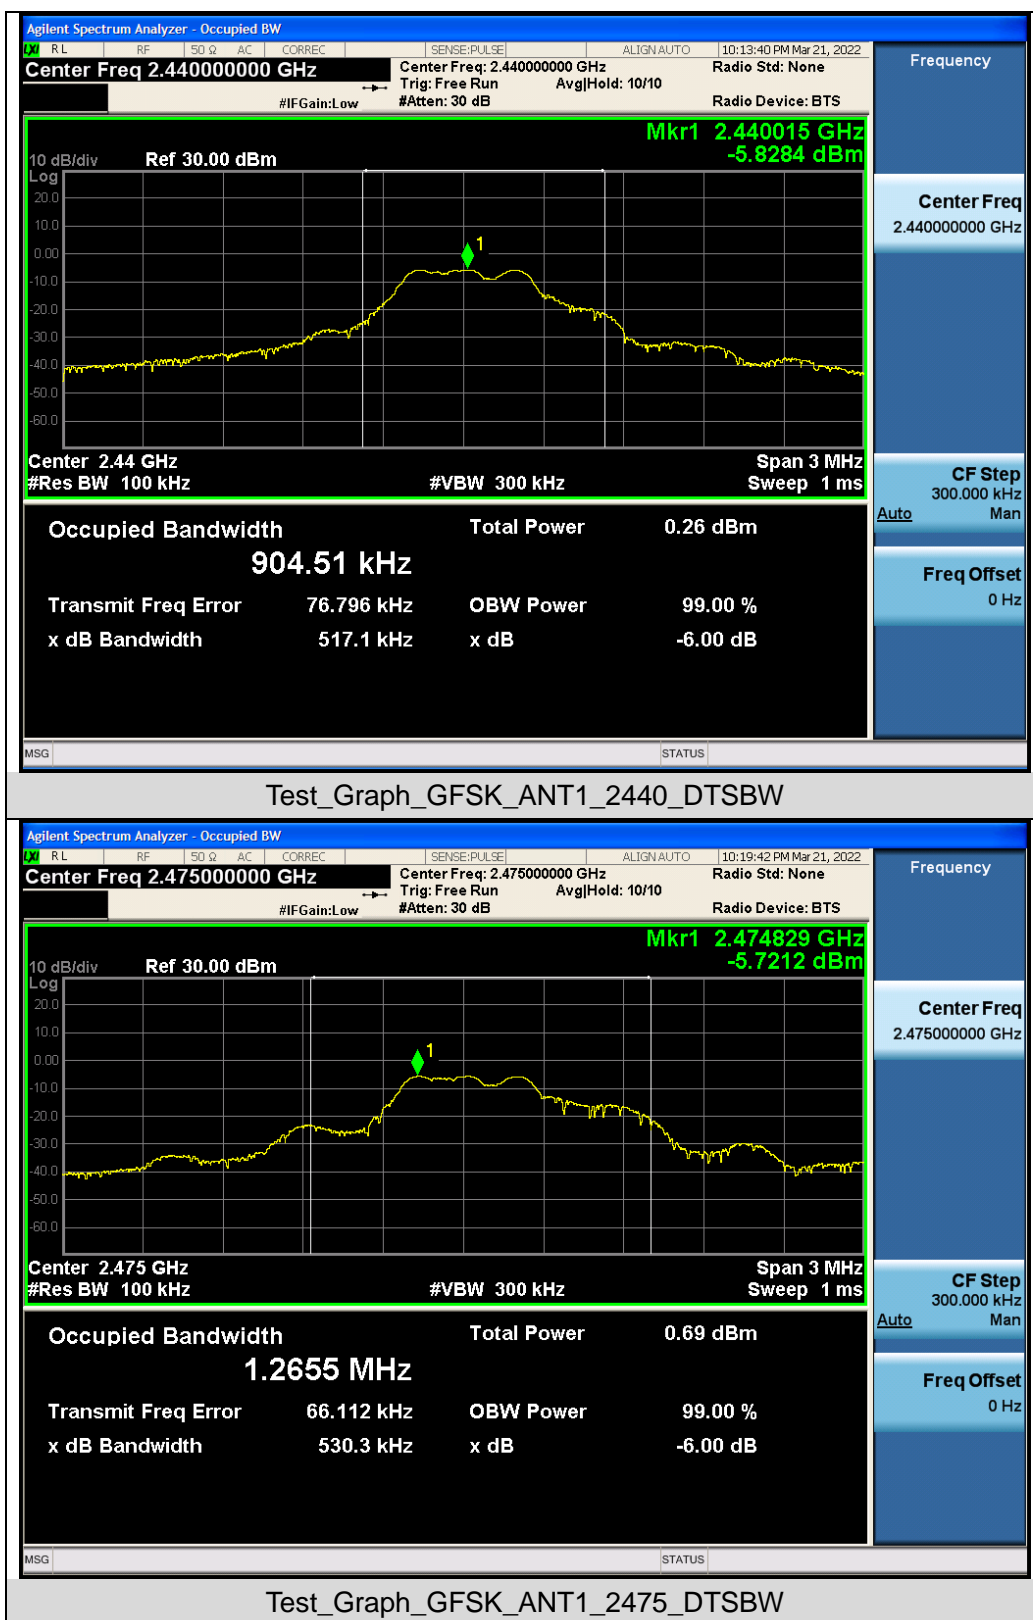 Agilent Spectrum Analyzer - Occupied BW
LXI RL RF 50 Ω AC CORREC SENSE:PULSE ALIGN AUTO 10:13:40 PM Mar 21, 2022
Center Freq 2.440000000 GHz Center Freq: 2.440000000 GHz Radio Std: None Frequency
Trig: Free Run Avg|Hold: 10/10
#IFGain:Low #Atten: 30 dB Radio Device: BTS
Mkr1 2.440015 GHz
10 dB/div Ref 30.00 dBm -5.8284 dBm
Log
20.0
10.0
0.00
-10.0
-20.0
-30.0
-40.0
-50.0
-60.0
1
Center Freq
2.440000000 GHz
Center 2.44 GHz Span 3 MHz
#Res BW 100 kHz #VBW 300 kHz Sweep 1 ms
CF Step
300.000 kHz
Auto Man
Occupied Bandwidth Total Power 0.26 dBm
904.51 kHz
Freq Offset
0 Hz
Transmit Freq Error 76.796 kHz OBW Power 99.00 %
x dB Bandwidth 517.1 kHz x dB -6.00 dB
MSG STATUS
Test_Graph_GFSK_ANT1_2440_DTSBW
Agilent Spectrum Analyzer - Occupied BW
LXI RL RF 50 Ω AC CORREC SENSE:PULSE ALIGN AUTO 10:19:42 PM Mar 21, 2022
Center Freq 2.475000000 GHz Center Freq: 2.475000000 GHz Radio Std: None Frequency
Trig: Free Run Avg|Hold: 10/10
#IFGain:Low #Atten: 30 dB Radio Device: BTS
Mkr1 2.474829 GHz
10 dB/div Ref 30.00 dBm -5.7212 dBm
Log
20.0
10.0
0.00
-10.0
-20.0
-30.0
-40.0
-50.0
-60.0
1
Center Freq
2.475000000 GHz
Center 2.475 GHz Span 3 MHz
#Res BW 100 kHz #VBW 300 kHz Sweep 1 ms
CF Step
300.000 kHz
Auto Man
Occupied Bandwidth Total Power 0.69 dBm
1.2655 MHz
Freq Offset
0 Hz
Transmit Freq Error 66.112 kHz OBW Power 99.00 %
x dB Bandwidth 530.3 kHz x dB -6.00 dB
MSG STATUS
Test_Graph_GFSK_ANT1_2475_DTSBW